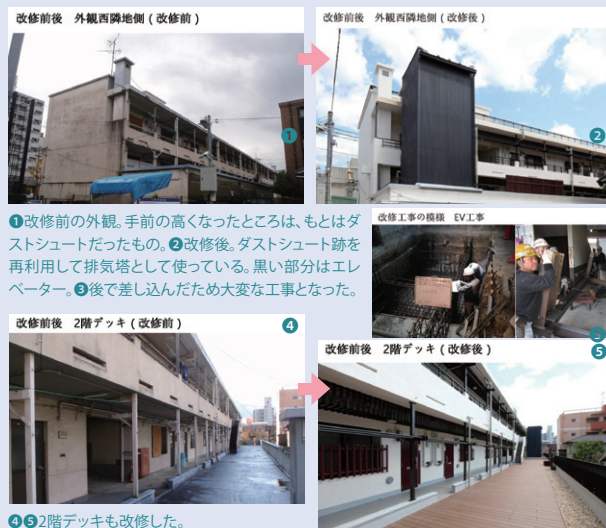 改修前後 外観西隣地側(改修前)
改修前後 外観西隣地側(改修後)
❶
❷
❶改修前の外観。手前の高くなったところは、もとはダ
ストシュートだったもの。❷改修後。ダストシュート跡を
再利用して排気塔として使っている。黒い部分はエレ
ベーター。❸後で差し込んだため大変な工事となった。
改修工事の模様 EV工事
❸
改修前後 2階デッキ(改修前)
❹
改修前後 2階デッキ(改修後)
❺
❹❺2階デッキも改修した。